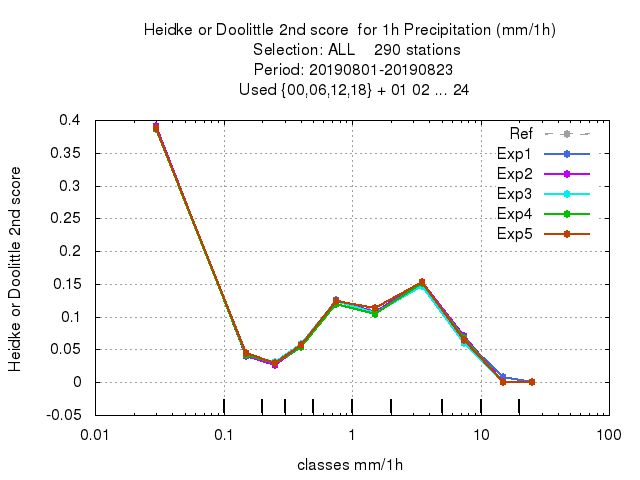 Heidke or Doolittle 2nd score  for 1h Precipitation (mm/1h)
Selection: ALL    290 stations
Period: 20190801-20190823
Used {00,06,12,18} + 01 02 ... 24
Heidke or Doolittle 2nd score
0.4
0.35
0.3
0.25
0.2
0.15
0.1
0.05
0
-0.05
Ref
Exp1
Exp2
Exp3
Exp4
Exp5
0.01 0.1 1 10 100
classes mm/1h